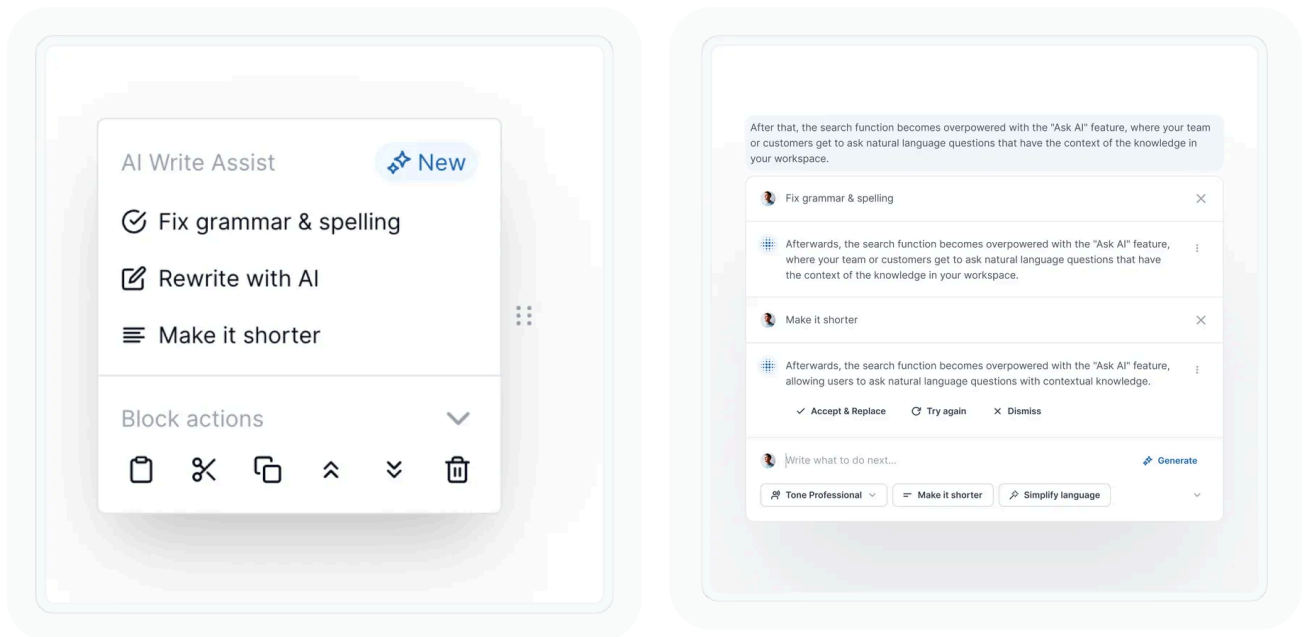 AI Write Assist
New
Fix grammar & spelling
Rewrite with AI
Make it shorter
Block actions
After that, the search function becomes overpowered with the "Ask AI" feature, where your team
or customers get to ask natural language questions that have the context of the knowledge in
your workspace.
Fix grammar & spelling
Afterwards, the search function becomes overpowered with the "Ask AI" feature,
where your team or customers get to ask natural language questions that have
the context of the knowledge in your workspace.
Make it shorter
Afterwards, the search function becomes overpowered with the "Ask AI" feature,
allowing users to ask natural language questions with contextual knowledge.
Accept & Replace Try again Dismiss
Write what to do next...
Generate
Tone Professional Make it shorter Simplify language